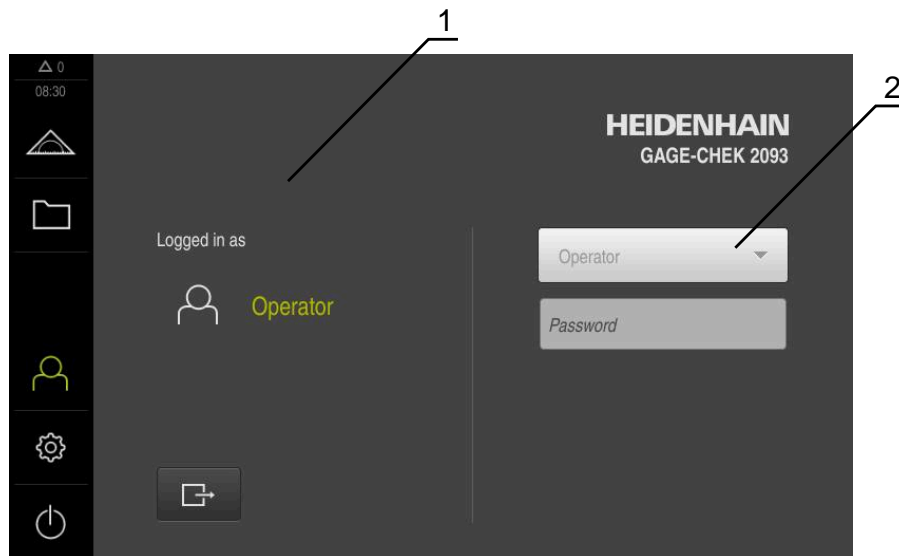 1
2
0
08:30
HEIDENHAIN
GAGE-CHEK 2093
Logged in as
Operator
Operator
Password